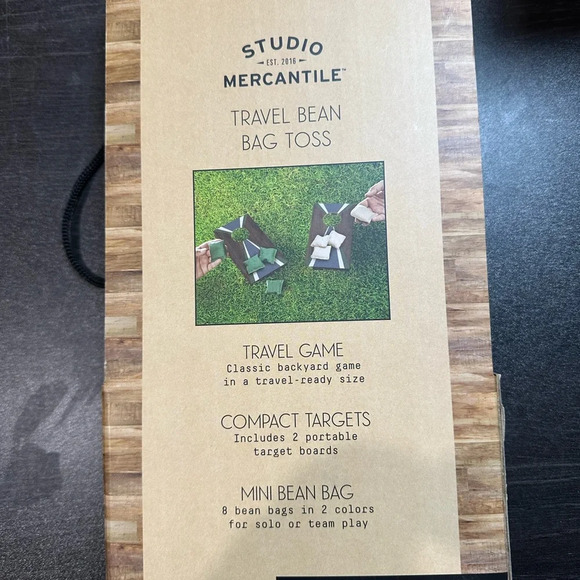 STUDIO
EST. 2016
MERCANTILE™
TRAVEL BEAN
BAG TOSS
TRAVEL GAME
Classic backyard game
in a travel-ready size
COMPACT TARGETS
Includes 2 portable
target boards
MINI BEAN BAG
8 bean bags in 2 colors
for solo or team play